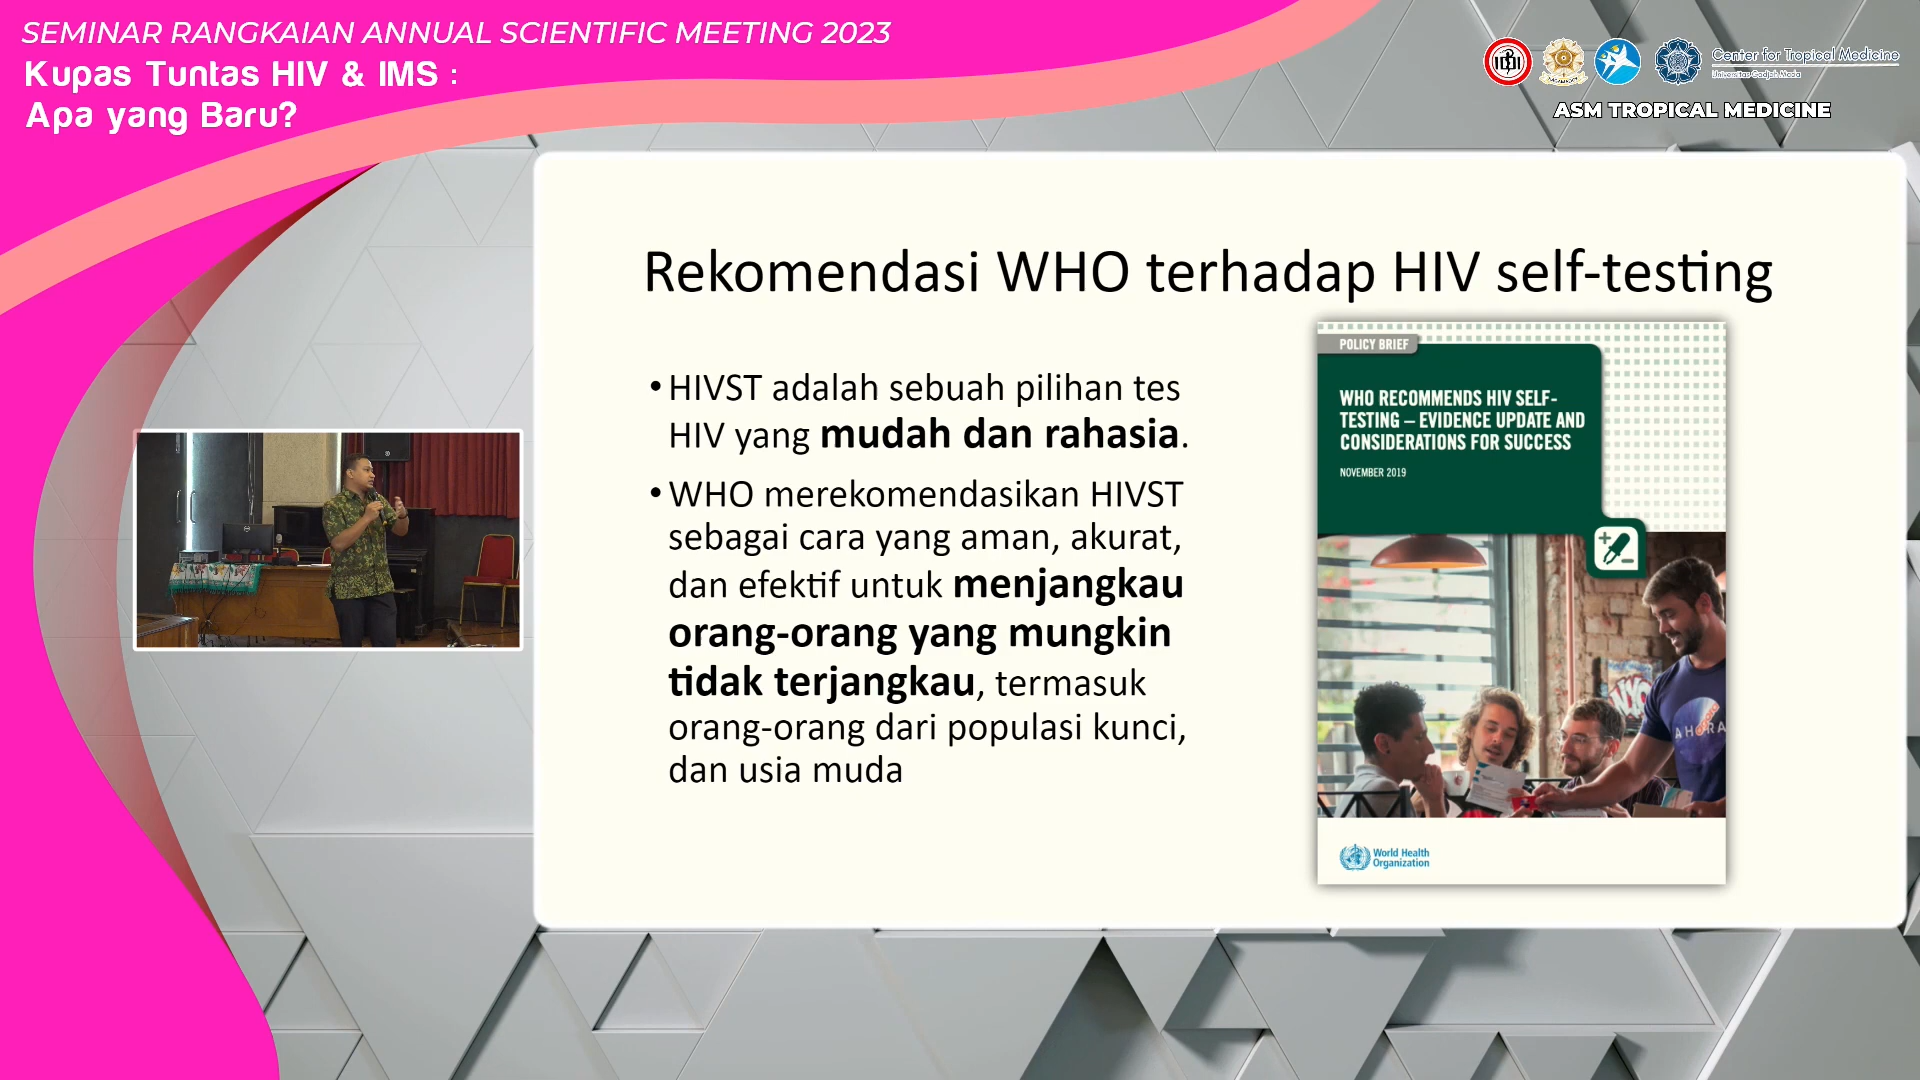 SEMINAR RANGKAIAN ANNUAL SCIENTIFIC MEETING 2023
Kupas Tuntas HIV & IMS :
Apa yang Baru?
Center for Tropical Medicine
Universitas Gadjah Mada
ASM TROPICAL MEDICINE
Rekomendasi WHO terhadap HIV self-testing
• HIVST adalah sebuah pilihan tes
HIV yang mudah dan rahasia.
• WHO merekomendasikan HIVST
sebagai cara yang aman, akurat,
dan efektif untuk menjangkau
orang-orang yang mungkin
tidak terjangkau, termasuk
orang-orang dari populasi kunci,
dan usia muda
POLICY BRIEF
WHO RECOMMENDS HIV SELF-
TESTING – EVIDENCE UPDATE AND
CONSIDERATIONS FOR SUCCESS
NOVEMBER 2019
AHORA
World Health
Organization